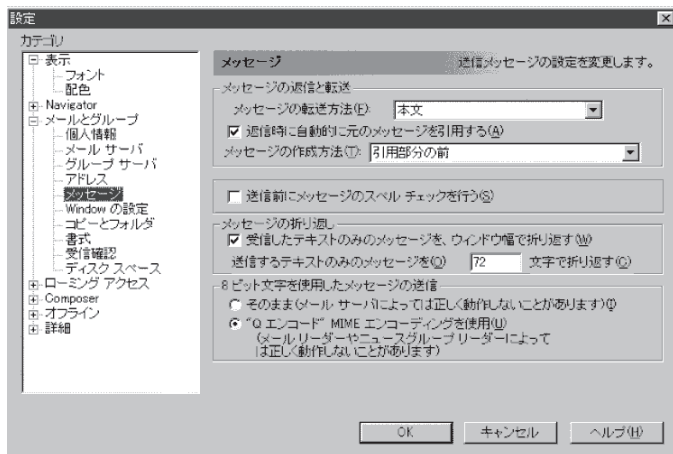 設定
カテゴリ
表示
フォント
配色
Navigator
メールとグループ
個人情報
メール サーバ
グループ サーバ
アドレス
メッセージ
Window の設定
コピーとフォルダ
書式
受信確認
ディスク スペース
ローミング アクセス
Composer
オフライン
詳細
メッセージ 送信メッセージの設定を変更します。
メッセージの返信と転送
メッセージの転送方法(F): 本文
返信時に自動的に元のメッセージを引用する(A)
メッセージの作成方法(T): 引用部分の前
送信前にメッセージのスペル チェックを行う(S)
メッセージの折り返し
受信したテキストのみのメッセージを、ウィンドウ幅で折り返す(W)
送信するテキストのみのメッセージを(O) 72 文字で折り返す(C)
8 ビット文字を使用したメッセージの送信
そのまま(メール サーバによっては正しく動作しないことがあります)(I)
"Q エンコード" MIME エンコーディングを使用(U)
(メール リーダーやニュースグループ リーダーによって
は正しく動作しないことがあります)
OK キャンセル ヘルプ(H)